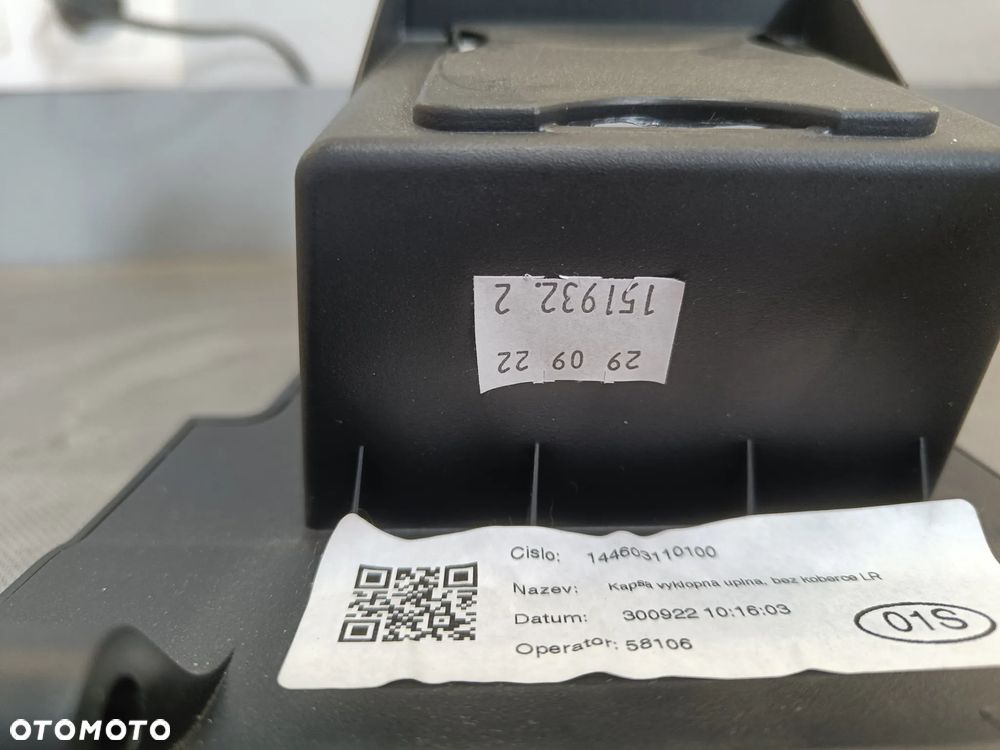 151932. 2
29 09 22
Cislo: 144603110100
Nazev: Kapsa vyklopna uplna, bez koberce LR
Datum: 300922 10:16:03
Operator: 58106
01S
OTOMOTO